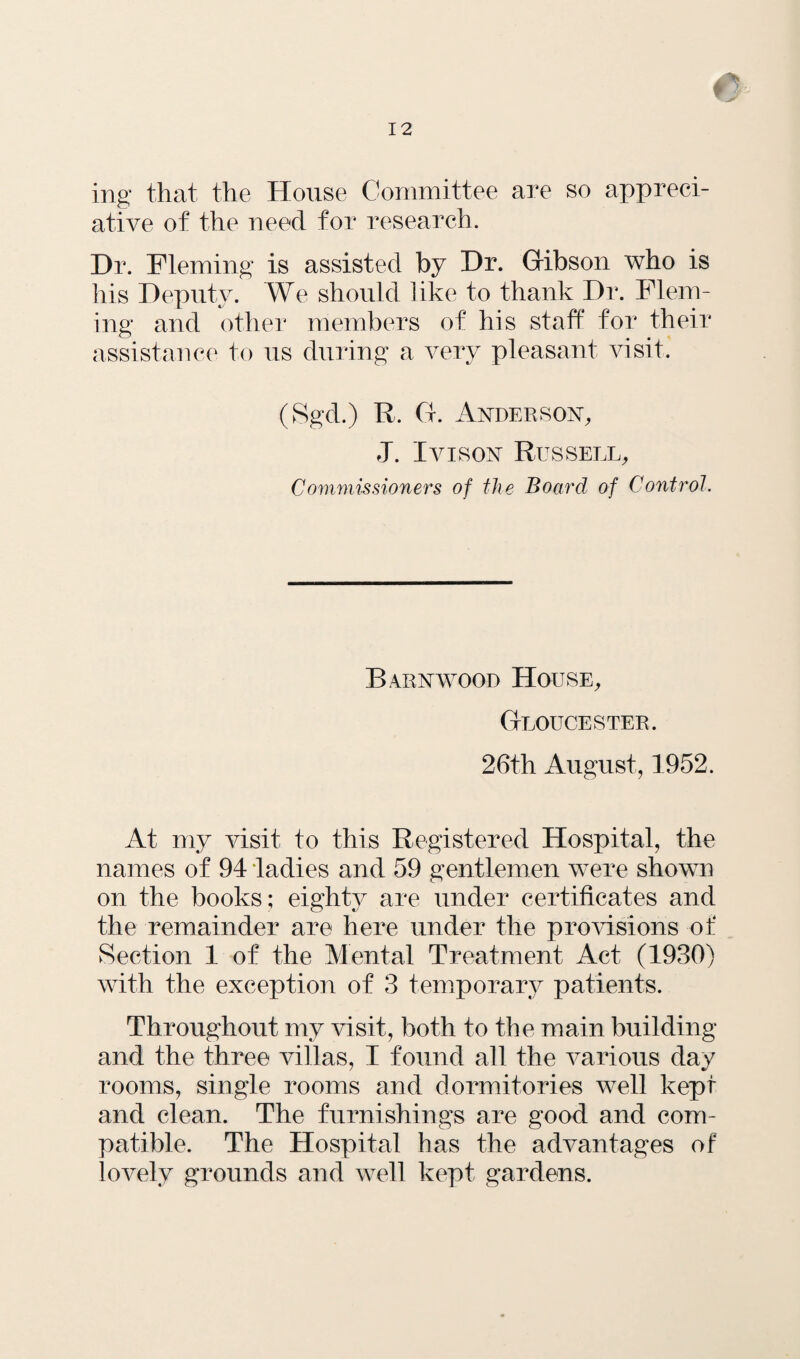 12
ing that the House Committee are so appreci-
ative of the need for research.
Dr. Fleming is assisted by Dr. Gibson who is
his Deputy. We should like to thank Dr. Flem-
ing and other members of his staff for their
assistance to us during a very pleasant visit.
(Sgd.) R. G. Anderson,
J. Ivison Russell,
Commissioners of the Board of Control.
Barnwood House,
Gloucester.
26th August, 1952.
At my visit to this Registered Hospital, the
names of 94 ladies and 59 gentlemen were shown
on the books; eighty are under certificates and
the remainder are here under the provisions of
Section 1 of the Mental Treatment Act (1930)
with the exception of 3 temporary patients.
Throughout my visit, both to the main building
and the three villas, I found all the various day
rooms, single rooms and dormitories well kept
and clean. The furnishings are good and com-
patible. The Hospital has the advantages of
lovely grounds and well kept gardens.